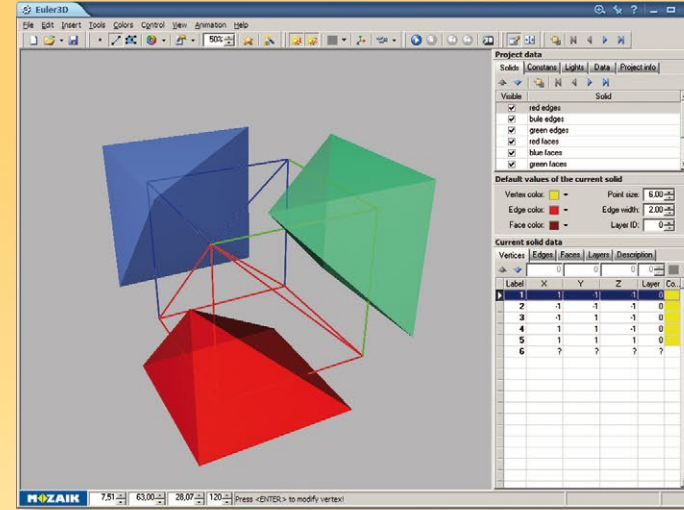 Euler3D
File Edit Insert Tools Colors Control View Animation Help
50%
Project data
Solids Constans Lights Data Project info
Visible Solid
red edges
bule edges
green edges
red faces
blue faces
green faces
Default values of the current solid
Vertex color: Point size: 6,00
Edge color: Edge width: 2,00
Face color: Layer ID: 0
Current solid data
Vertices Edges Faces Layers Description
0 0 0 0
Label X Y Z Layer Co...
1 1 -1 -1 0
2 -1 -1 -1 0
3 -1 1 -1 0
4 1 1 -1 0
5 1 1 1 0
6 ? ? ? ?
MOZAIK 7,51 63,00 28,07 120 Press <ENTER> to modify vertex!